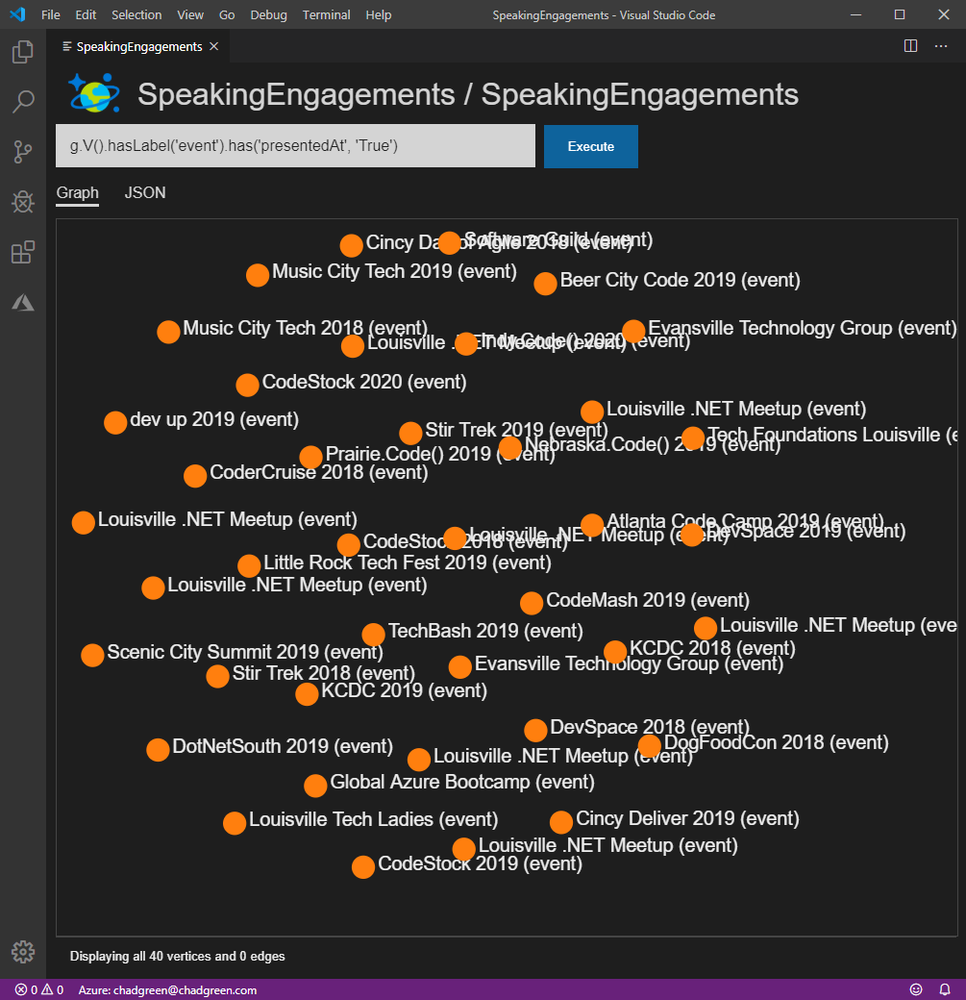 File Edit Selection View Go Debug Terminal Help SpeakingEngagements - Visual Studio Code
SpeakingEngagements
SpeakingEngagements / SpeakingEngagements
g.V().hasLabel('event').has('presentedAt', 'True')
Execute
Graph JSON
Software Guild (event)
Cincy Day of Agile 2018 (event)
Music City Tech 2019 (event)
Beer City Code 2019 (event)
Music City Tech 2018 (event)
Evansville Technology Group (event)
Louisville .NET Meetup (event)
Indy.Code() 2020 (event)
CodeStock 2020 (event)
Louisville .NET Meetup (event)
dev up 2019 (event)
Stir Trek 2019 (event)
Tech Foundations Louisville (e
Nebraska.Code() 2019 (event)
Prairie.Code() 2019 (event)
CoderCruise 2018 (event)
Louisville .NET Meetup (event)
Atlanta Code Camp 2019 (event)
DevSpace 2019 (event)
Louisville .NET Meetup (event)
CodeStock 2018 (event)
Little Rock Tech Fest 2019 (event)
Louisville .NET Meetup (event)
CodeMash 2019 (event)
Louisville .NET Meetup (eve
TechBash 2019 (event)
KCDC 2018 (event)
Scenic City Summit 2019 (event)
Evansville Technology Group (event)
Stir Trek 2018 (event)
KCDC 2019 (event)
DevSpace 2018 (event)
DogFoodCon 2018 (event)
DotNetSouth 2019 (event)
Louisville .NET Meetup (event)
Global Azure Bootcamp (event)
Louisville Tech Ladies (event)
Cincy Deliver 2019 (event)
Louisville .NET Meetup (event)
CodeStock 2019 (event)
Displaying all 40 vertices and 0 edges
0 0 Azure: chadgreen@chadgreen.com